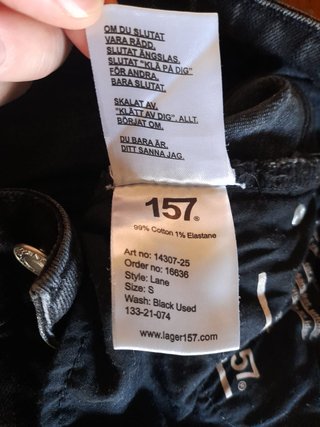 OM DU SLUTAT
VARA RÄDD.
SLUTAT ÄNGSLAS.
SLUTAT "KLÄ PÅ DIG"
FÖR ANDRA.
BARA SLUTAT.
SKALAT AV.
"KLÄTT AV DIG". ALLT.
BÖRJAT OM.
DU BARA ÄR.
DITT SANNA JAG.
157®
99% Cotton 1% Elastane
Art no: 14307-25
Order no: 16636
Style: Lane
Size: S
Wash: Black Used
133-21-074
www.lager157.com
157